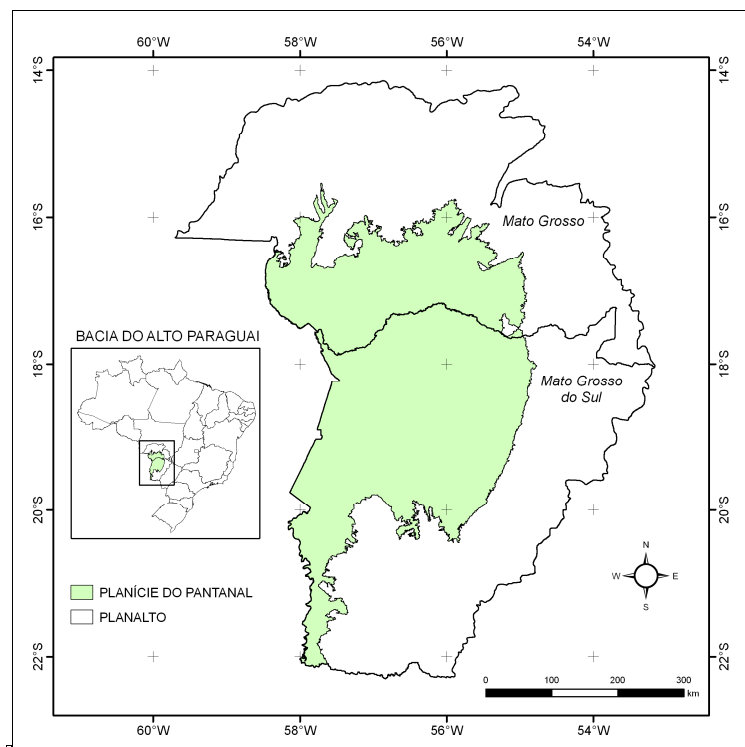 60°W 58°W 56°W 54°W
14°S 14°S
16°S 16°S
Mato Grosso
BACIA DO ALTO PARAGUAI
18°S 18°S
Mato Grosso
do Sul
20°S 20°S
N
W E
S
PLANÍCIE DO PANTANAL
PLANALTO
22°S 22°S
0 100 200 300
km
60°W 58°W 56°W 54°W